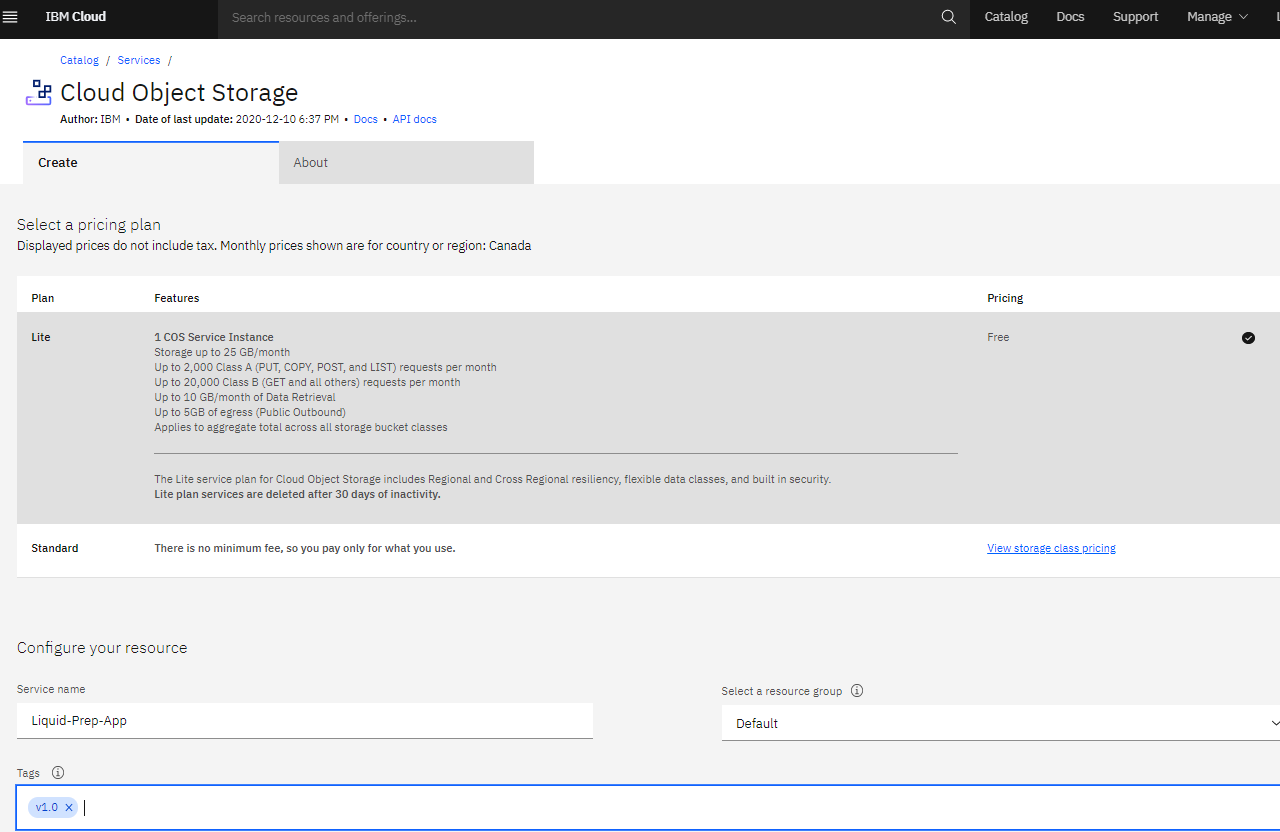 IBM Cloud
Search resources and offerings...
Catalog Docs Support Manage
Catalog / Services /
Cloud Object Storage
Author: IBM • Date of last update: 2020-12-10 6:37 PM • Docs • API docs
Create About
Select a pricing plan
Displayed prices do not include tax. Monthly prices shown are for country or region: Canada
Plan Features Pricing
Lite 1 COS Service Instance Free
Storage up to 25 GB/month
Up to 2,000 Class A (PUT, COPY, POST, and LIST) requests per month
Up to 20,000 Class B (GET and all others) requests per month
Up to 10 GB/month of Data Retrieval
Up to 5GB of egress (Public Outbound)
Applies to aggregate total across all storage bucket classes
The Lite service plan for Cloud Object Storage includes Regional and Cross Regional resiliency, flexible data classes, and built in security.
Lite plan services are deleted after 30 days of inactivity.
Standard There is no minimum fee, so you pay only for what you use. View storage class pricing
Configure your resource
Service name
Liquid-Prep-App
Select a resource group
Default
Tags
v1.0